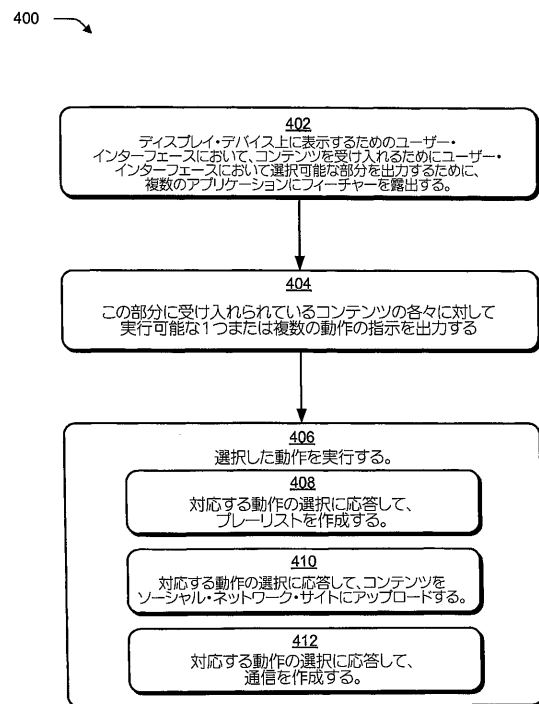 400
402
ディスプレイ・デバイス上に表示するためのユーザー・
インターフェースにおいて、コンテンツを受け入れるためにユーザー・
インターフェースにおいて選択可能な部分を出力するために、
複数のアプリケーションにフィーチャーを露出する。
404
この部分に受け入れられているコンテンツの各々に対して
実行可能な1つまたは複数の動作の指示を出力する
406
選択した動作を実行する。
408
対応する動作の選択に応答して、
プレーリストを作成する。
410
対応する動作の選択に応答して、コンテンツを
ソーシャル・ネットワーク・サイトにアップロードする。
412
対応する動作の選択に応答して、
通信を作成する。